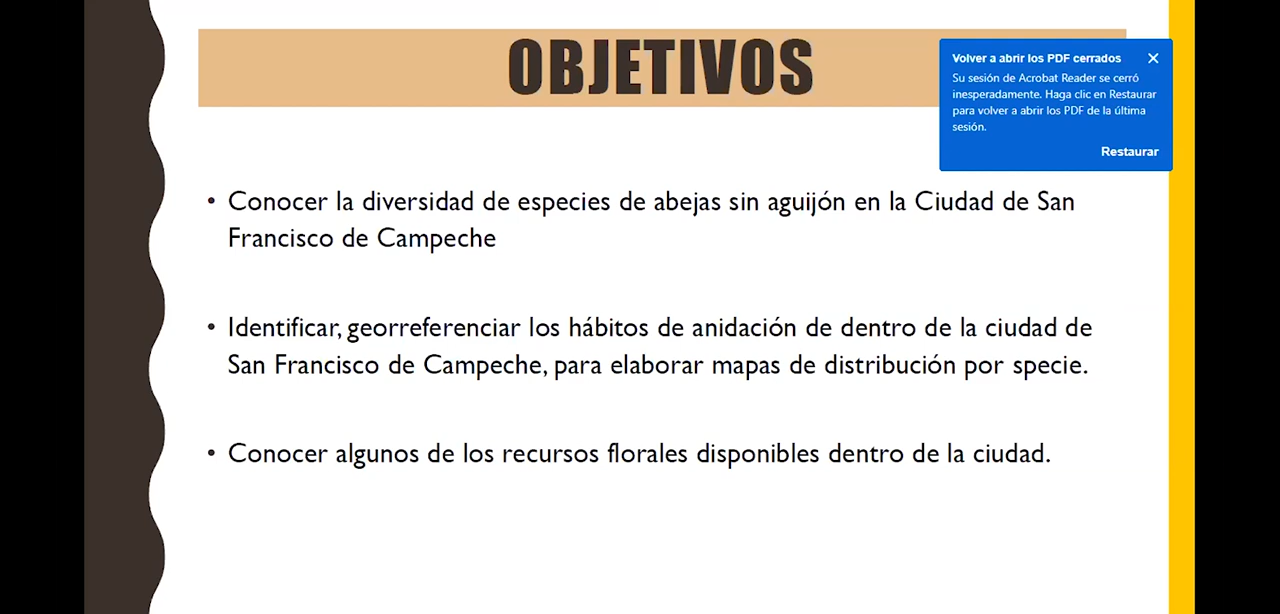 OBJETIVOS
Volver a abrir los PDF cerrados
Su sesión de Acrobat Reader se cerró
inesperadamente. Haga clic en Restaurar
para volver a abrir los PDF de la última
sesión.
Restaurar
• Conocer la diversidad de especies de abejas sin aguijón en la Ciudad de San
Francisco de Campeche
• Identificar, georreferenciar los hábitos de anidación de dentro de la ciudad de
San Francisco de Campeche, para elaborar mapas de distribución por specie.
• Conocer algunos de los recursos florales disponibles dentro de la ciudad.